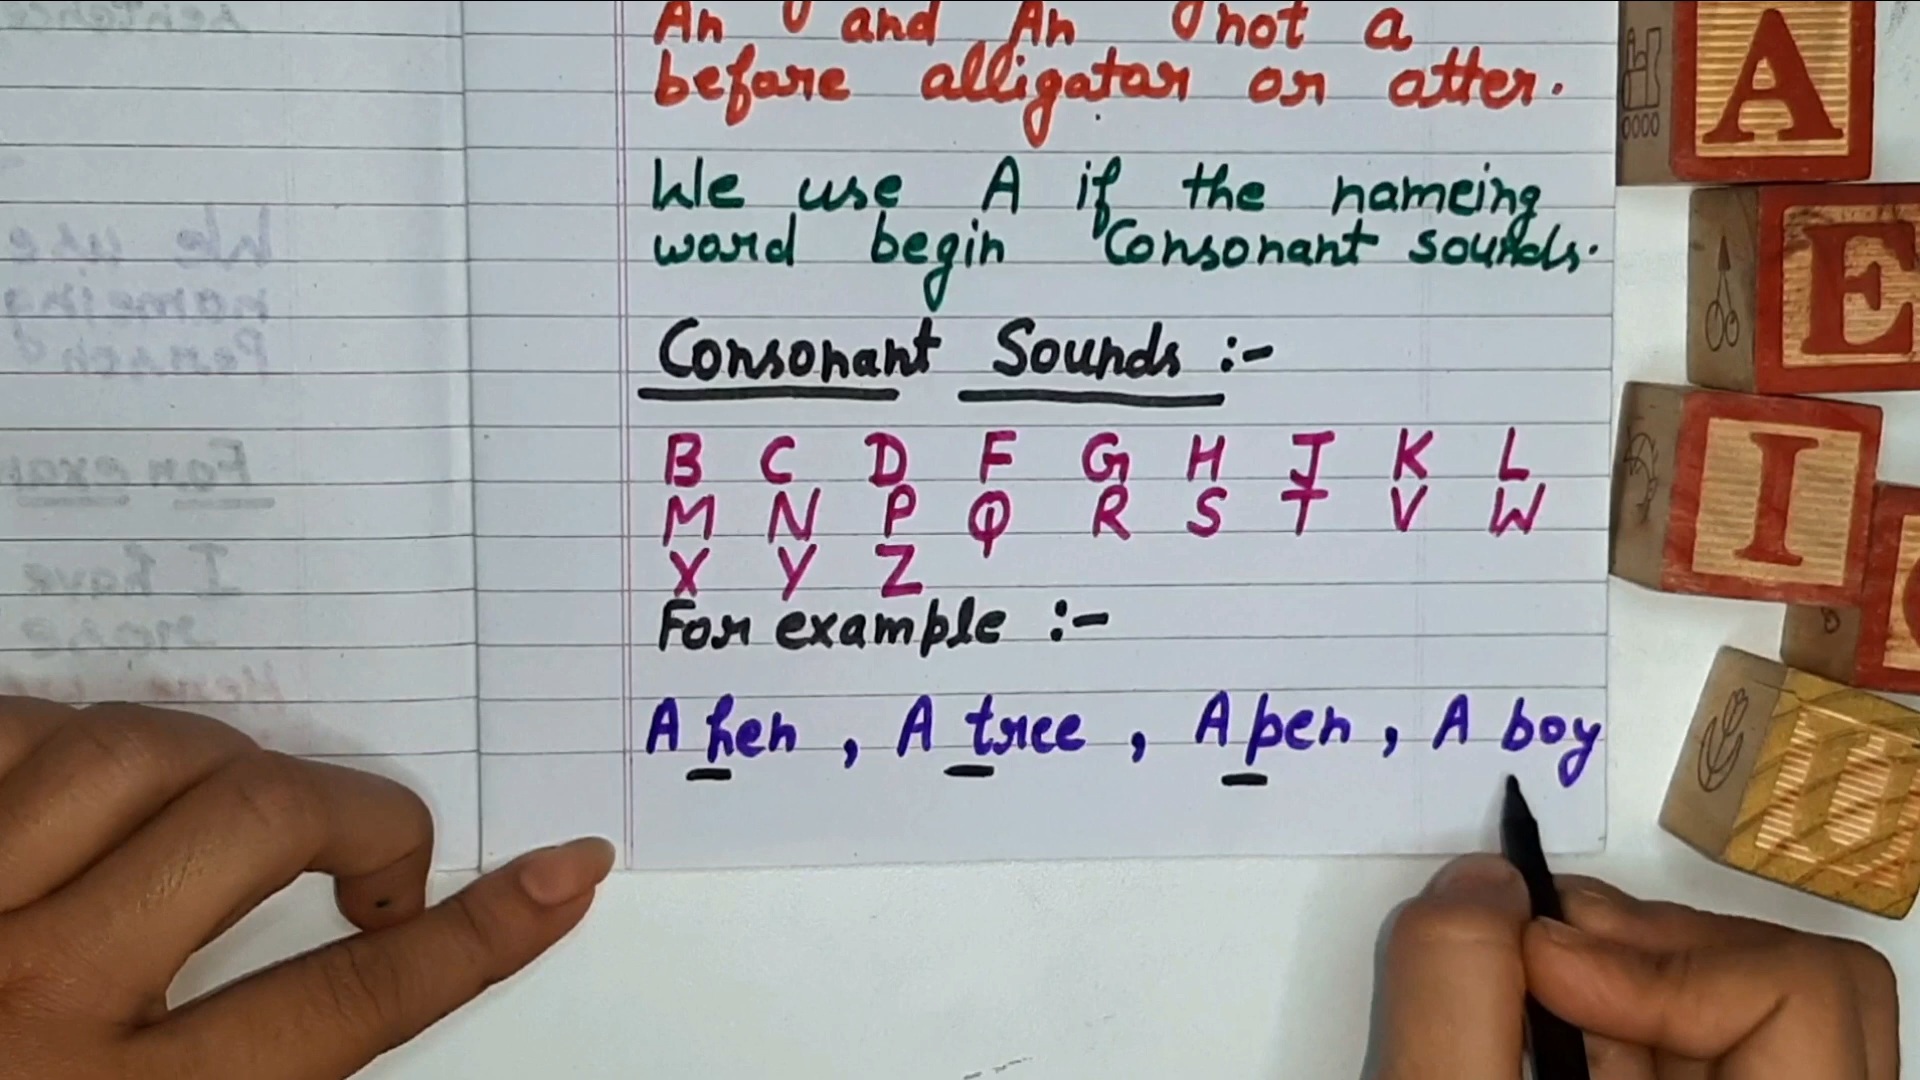 An and An not a
before alligator or otter.
We use A if the nameing
word begin Consonant sounds.
Consonant Sounds :-
B C D F G H J K L
M N P Q R S T V W
X Y Z
For example :-
A hen , A tree , A pen , A boy
A
E
I
U